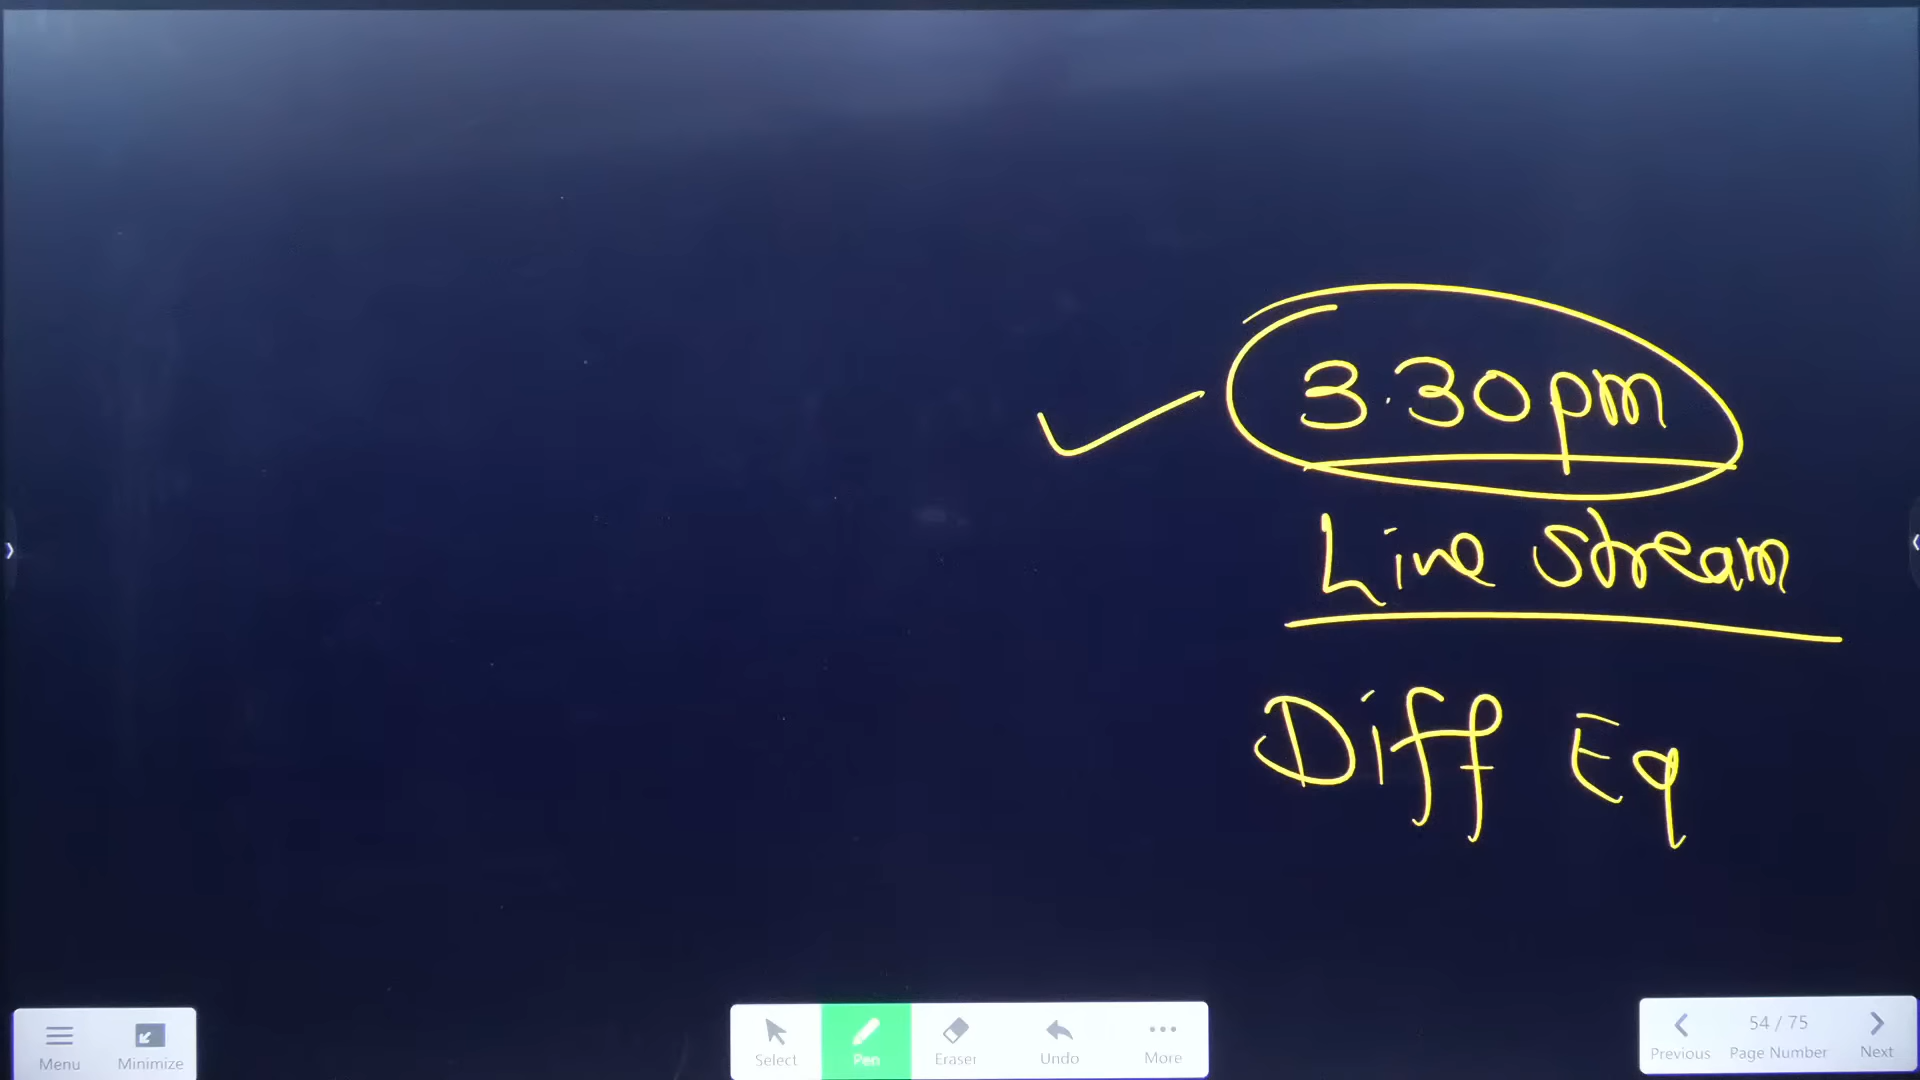 3.30pm
Live Stream
Diff Eq
Menu
Minimize
Select
Pen
Eraser
Undo
More
Previous
54 / 75
Page Number
Next